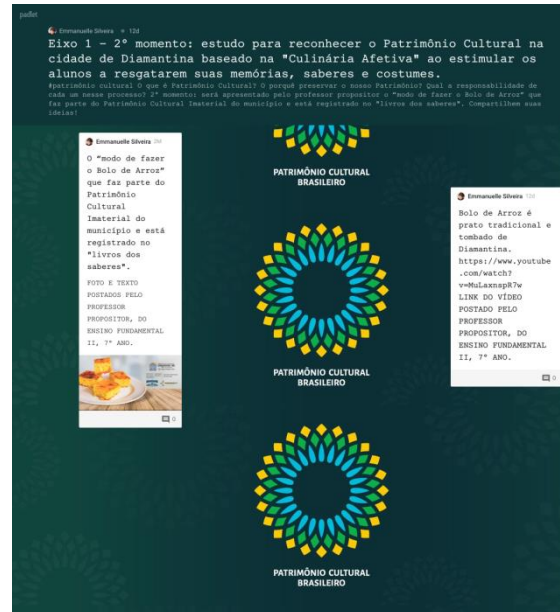 padlet
Emmanuelle Silveira • 12d
Eixo 1 - 2º momento: estudo para reconhecer o Patrimônio Cultural na
cidade de Diamantina baseado na "Culinária Afetiva" ao estimular os
alunos a resgatarem suas memórias, saberes e costumes.
#patrimônio cultural O que é Patrimônio Cultural? O porquê preservar o nosso Patrimônio? Qual a responsabilidade de
cada um nesse processo? 2º momento: será apresentado pelo professor propositor o "modo de fazer o Bolo de Arroz" que
faz parte do Patrimônio Cultural Imaterial do município e está registrado no "livros dos saberes". Compartilhem suas
ideias!
Emmanuelle Silveira 2M
O "modo de fazer
o Bolo de Arroz"
que faz parte do
Patrimônio
Cultural
Imaterial do
município e está
registrado no
"livros dos
saberes".
FOTO E TEXTO
POSTADOS PELO
PROFESSOR
PROPOSITOR, DO
ENSINO FUNDAMENTAL
II, 7º ANO.
0
PATRIMÔNIO CULTURAL
BRASILEIRO
PATRIMÔNIO CULTURAL
BRASILEIRO
PATRIMÔNIO CULTURAL
BRASILEIRO
Emmanuelle Silveira 12d
Bolo de Arroz é
prato tradicional e
tombado de
Diamantina.
https://www.youtube
.com/watch?
v=MuLaxnspR7w
LINK DO VÍDEO
POSTADO PELO
PROFESSOR
PROPOSITOR, DO
ENSINO FUNDAMENTAL
II, 7º ANO.
0